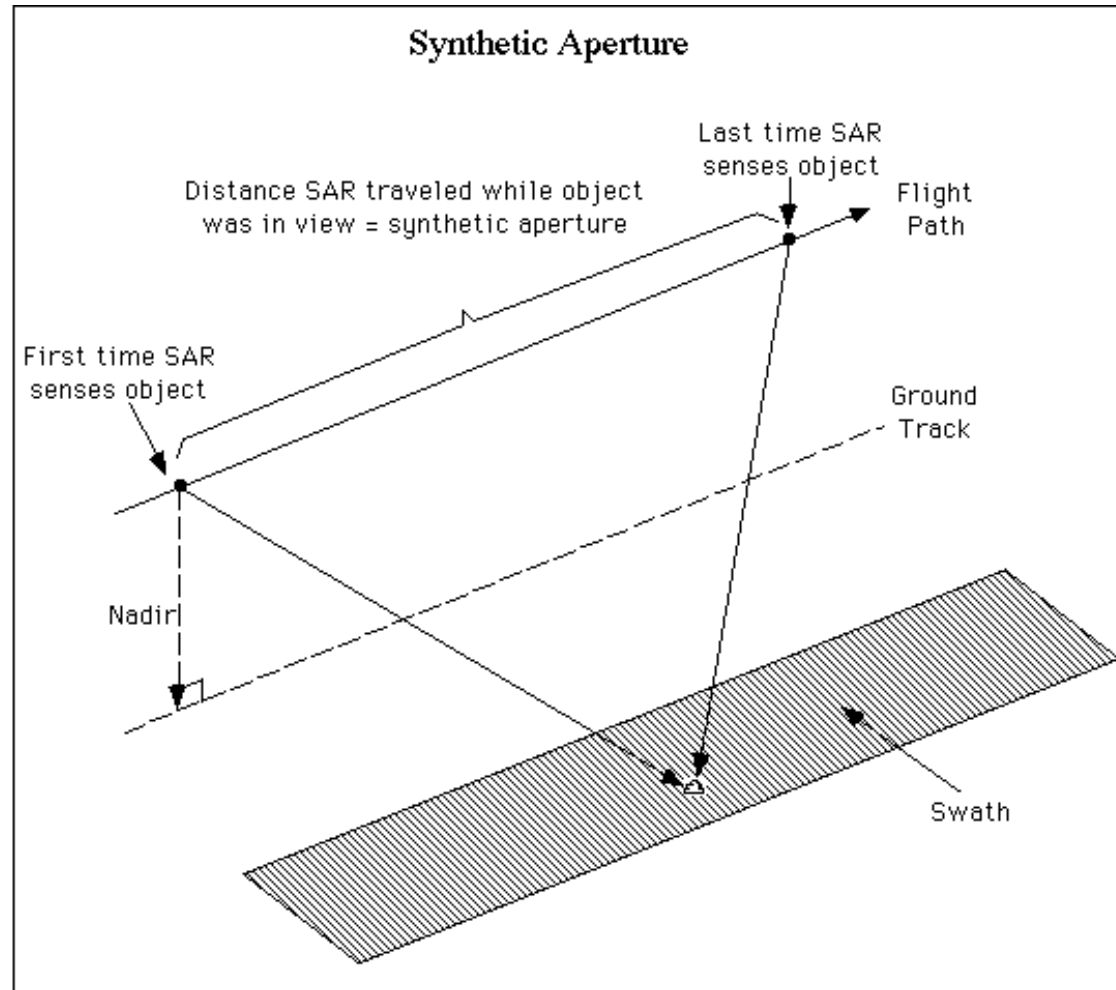 Synthetic Aperture
Last time SAR
senses object
Distance SAR traveled while object
was in view = synthetic aperture
Flight
Path
First time SAR
senses object
Ground
Track
Nadir
Swath